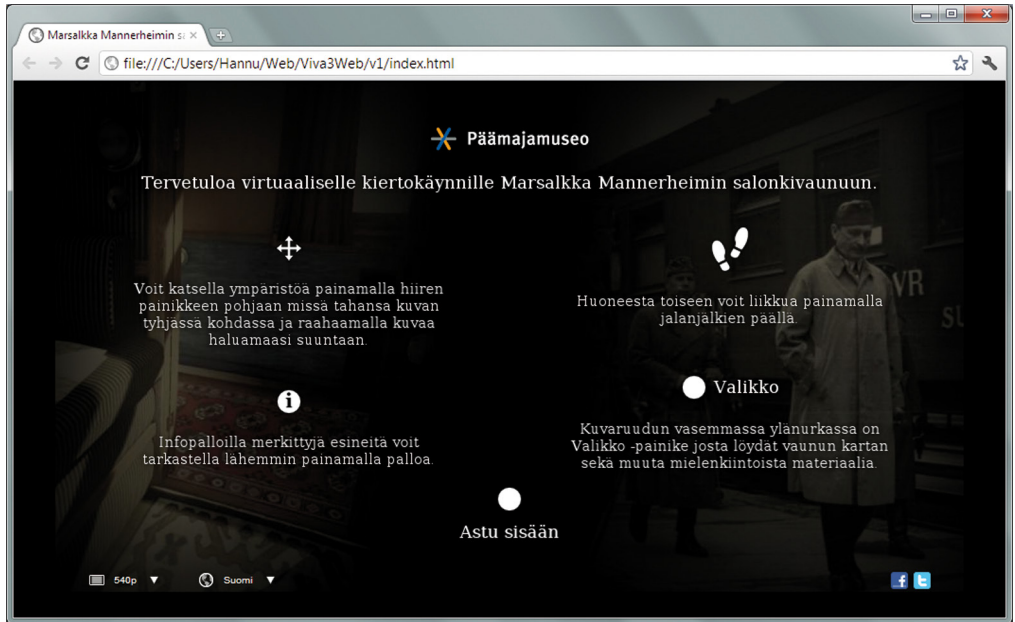 Marsalkka Mannerheimin sa
file:///C:/Users/Hannu/Web/Viva3Web/v1/index.html
Päämajamuseo
Tervetuloa virtuaaliselle kiertokäynnille Marsalkka Mannerheimin salonkivaunuun.
Voit katsella ympäristöä painamalla hiiren
painikkeen pohjaan missä tahansa kuvan
tyhjässä kohdassa ja raahaamalla kuvaa
haluamaasi suuntaan.
Huoneesta toiseen voit liikkua painamalla
jalanjälkien päällä.
VR
SU
Infopalloilla merkittyjä esineitä voit
tarkastella lähemmin painamalla palloa.
Valikko
Kuvaruudun vasemmassa ylänurkassa on
Valikko -painike josta löydät vaunun kartan
sekä muuta mielenkiintoista materiaalia.
Astu sisään
540p
Suomi